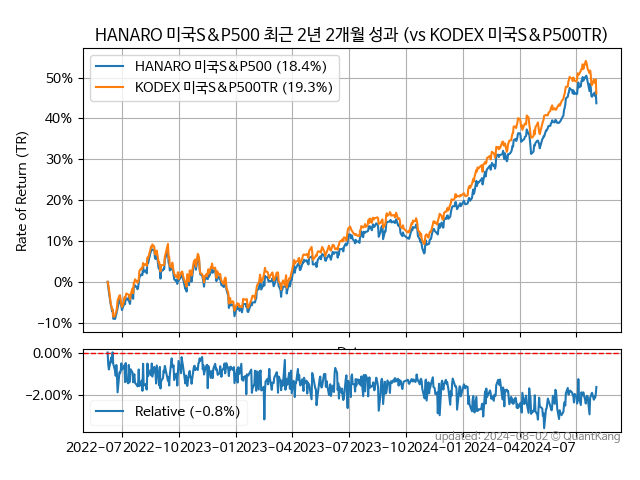 HANARO 미국S&P500 최근 2년 2개월 성과 (vs KODEX 미국S&P500TR)
HANARO 미국S&P500 (18.4%)
KODEX 미국S&P500TR (19.3%)
Rate of Return (TR)
50%
40%
30%
20%
10%
0%
−10%
0.00%
−2.00%
Relative (−0.8%)
2022-07 2022-10 2023-01 2023-04 2023-07 2023-10 2024-01 2024-04 2024-07
updated: 2024-08-02 © QuantKang